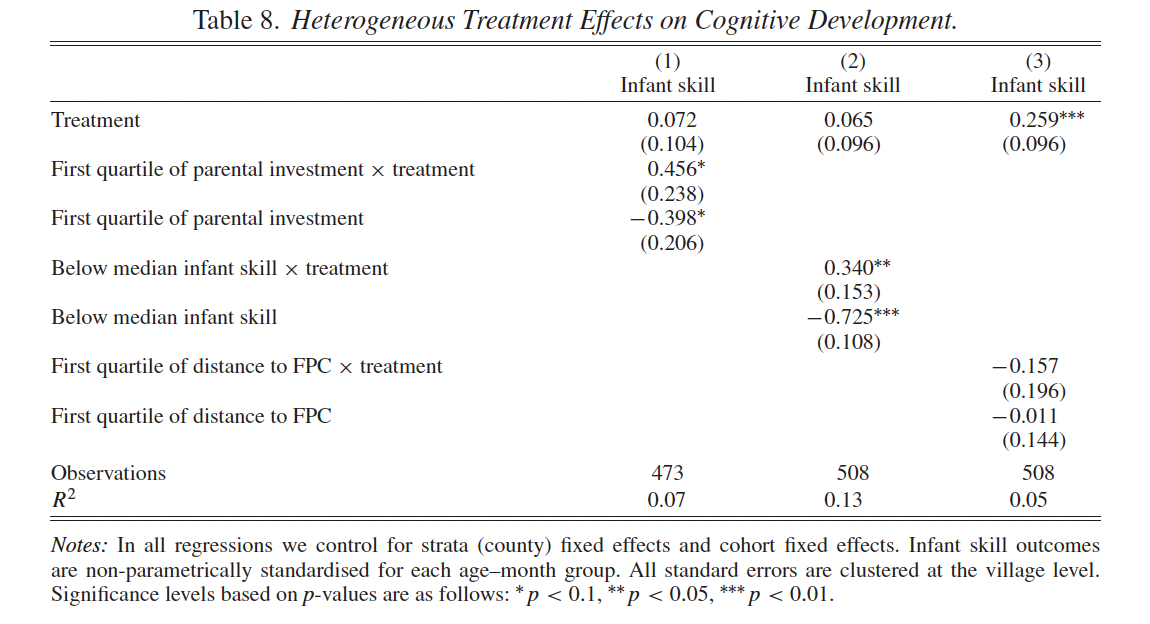 Table 8. Heterogeneous Treatment Effects on Cognitive Development.
(1) (2) (3)
Infant skill Infant skill Infant skill
Treatment 0.072 0.065 0.259***
(0.104) (0.096) (0.096)
First quartile of parental investment × treatment 0.456*
(0.238)
First quartile of parental investment −0.398*
(0.206)
Below median infant skill × treatment 0.340**
(0.153)
Below median infant skill −0.725***
(0.108)
First quartile of distance to FPC × treatment −0.157
(0.196)
First quartile of distance to FPC −0.011
(0.144)
Observations 473 508 508
R² 0.07 0.13 0.05
Notes: In all regressions we control for strata (county) fixed effects and cohort fixed effects. Infant skill outcomes
are non-parametrically standardised for each age–month group. All standard errors are clustered at the village level.
Significance levels based on p-values are as follows: *p < 0.1, **p < 0.05, ***p < 0.01.